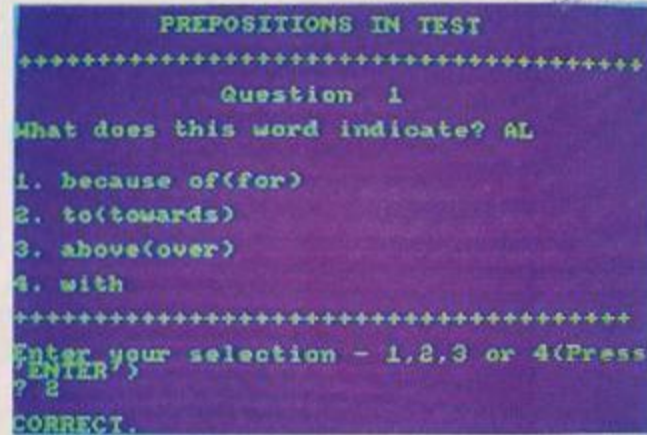 PREPOSITIONS IN TEST
++++++++++++++++++++++++++++++++++++++++
Question 1
What does this word indicate? AL
1. because of(for)
2. to(towards)
3. above(over)
4. with
++++++++++++++++++++++++++++++++++++++++
Enter your selection - 1,2,3 or 4(Press
'ENTER')
? 2
CORRECT.